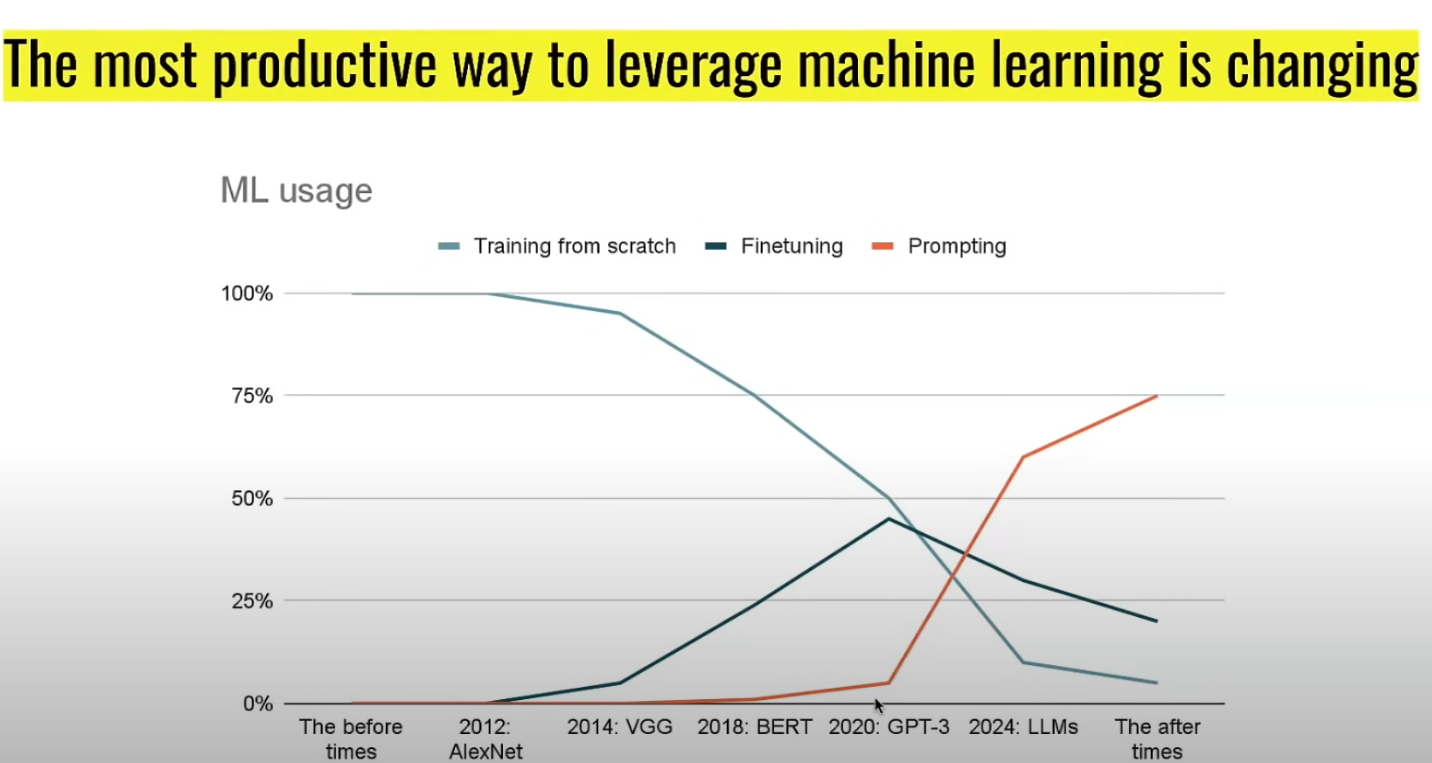 The most productive way to leverage machine learning is changing
ML usage
Training from scratch Finetuning Prompting
100%
75%
50%
25%
0%
The before times
2012: AlexNet
2014: VGG
2018: BERT
2020: GPT-3
2024: LLMs
The after times